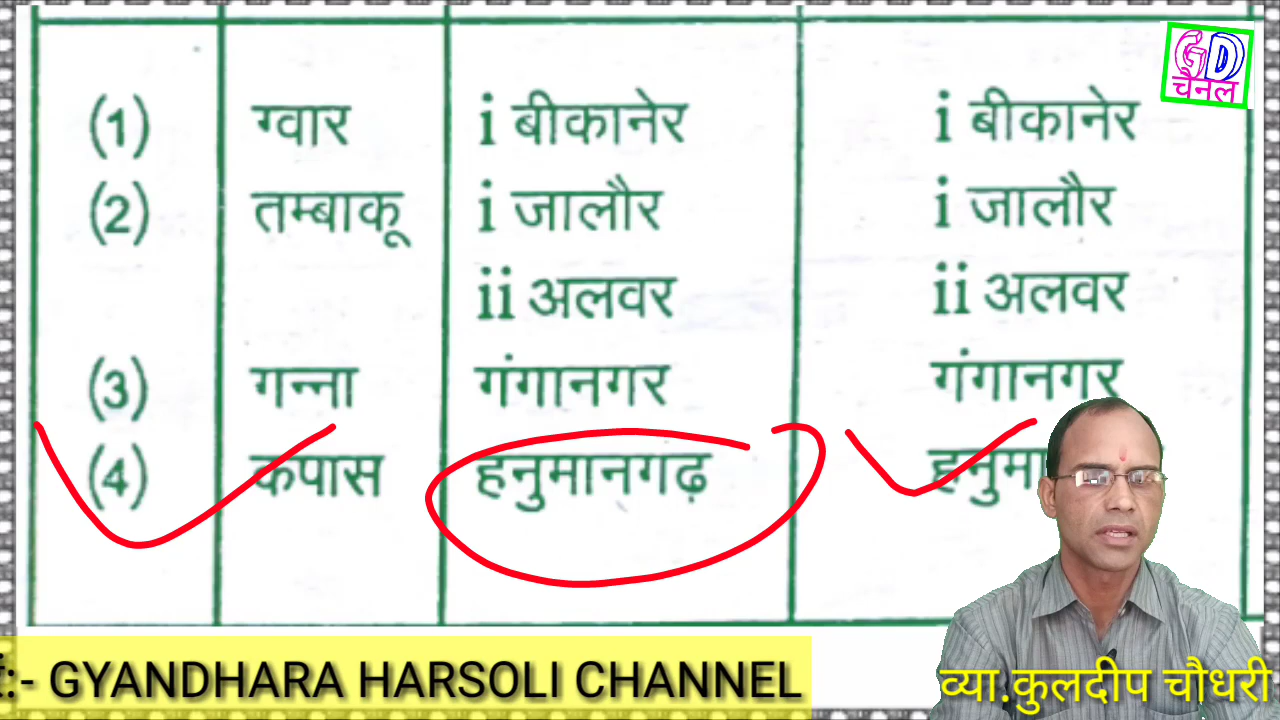 GD
चैनल
(1) ग्वार i बीकानेर i बीकानेर
(2) तम्बाकू i जालौर i जालौर
ii अलवर ii अलवर
(3) गन्ना गंगानगर गंगानगर
(4) कपास हनुमानगढ़
:- GYANDHARA HARSOLI CHANNEL
व्या.कुलदीप चौधरी